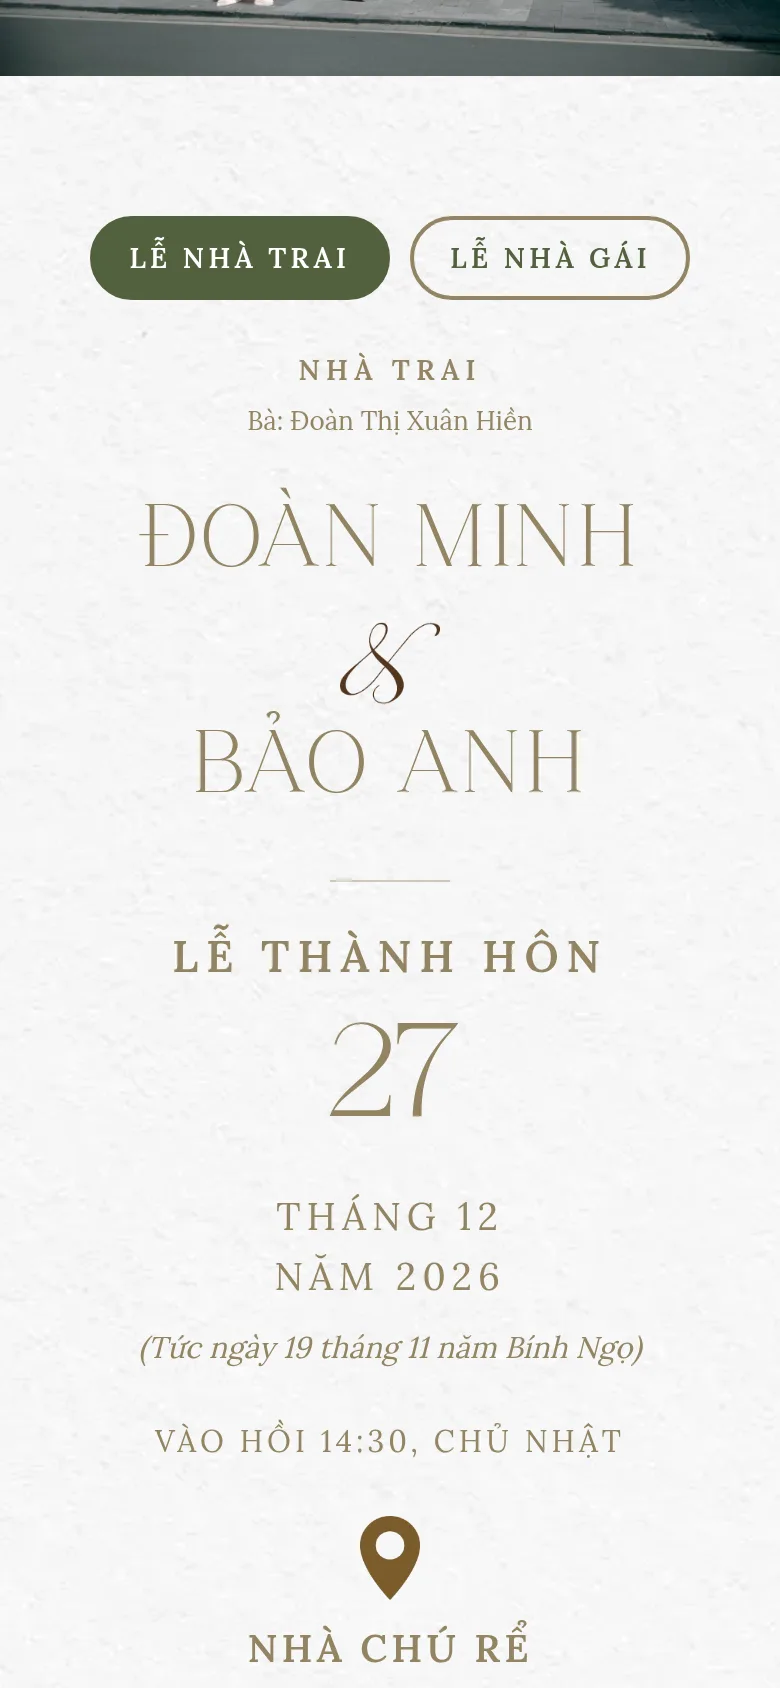 LỄ NHÀ TRAI
LỄ NHÀ GÁI
NHÀ TRAI
Bà: Đoàn Thị Xuân Hiền
ĐOÀN MINH
&
BẢO ANH
LỄ THÀNH HÔN
27
THÁNG 12
NĂM 2026
(Tức ngày 19 tháng 11 năm Bính Ngọ)
VÀO HỒI 14:30, CHỦ NHẬT
NHÀ CHÚ RỂ